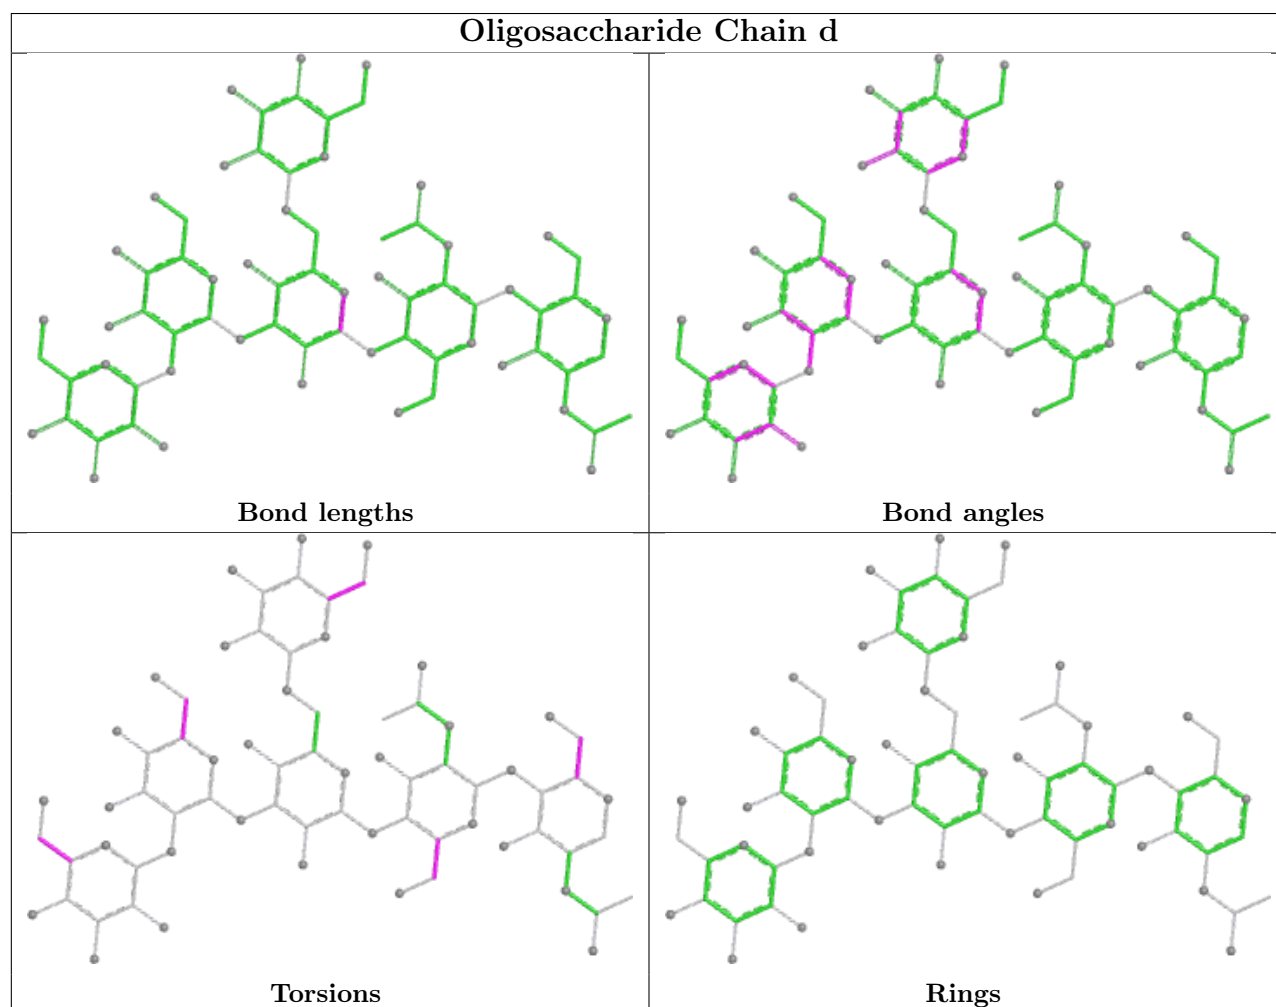 Oligosaccharide Chain d
Bond lengths
Bond angles
Torsions
Rings